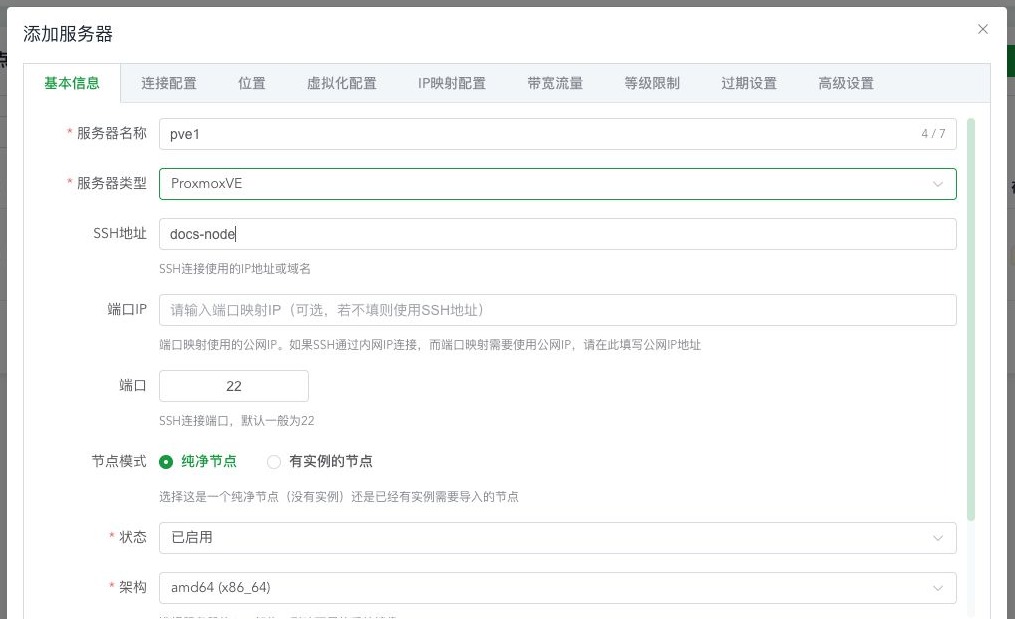 添加服务器
基本信息 连接配置 位置 虚拟化配置 IP映射配置 带宽流量 等级限制 过期设置 高级设置
* 服务器名称 pve1 4 / 7
* 服务器类型 ProxmoxVE
SSH地址 docs-node
SSH连接使用的IP地址或域名
端口IP 请输入端口映射IP（可选，若不填则使用SSH地址）
端口映射使用的公网IP。如果SSH通过内网IP连接，而端口映射需要使用公网IP，请在此填写公网IP地址
端口 22
SSH连接端口，默认一般为22
节点模式 纯净节点 有实例的节点
选择这是一个纯净节点（没有实例）还是已经有实例需要导入的节点
* 状态 已启用
* 架构 amd64 (x86_64)